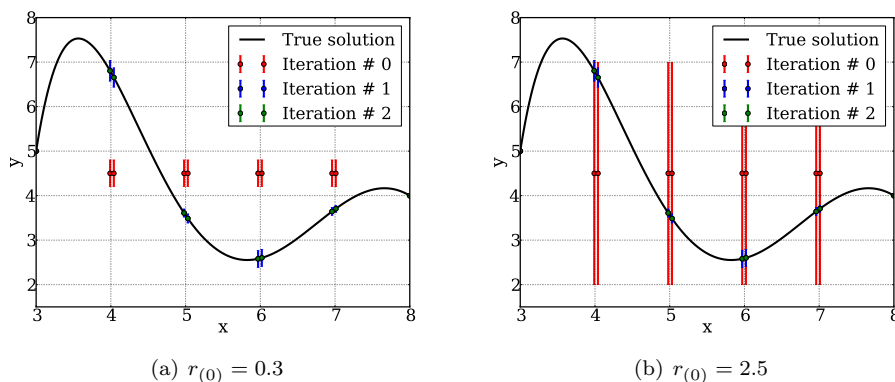 8
7
6
5
4
3
2
y
3 4 5 6 7 8
x
True solution
Iteration # 0
Iteration # 1
Iteration # 2
(a) r(0) = 0.3
8
7
6
5
4
3
2
y
3 4 5 6 7 8
x
True solution
Iteration # 0
Iteration # 1
Iteration # 2
(b) r(0) = 2.5